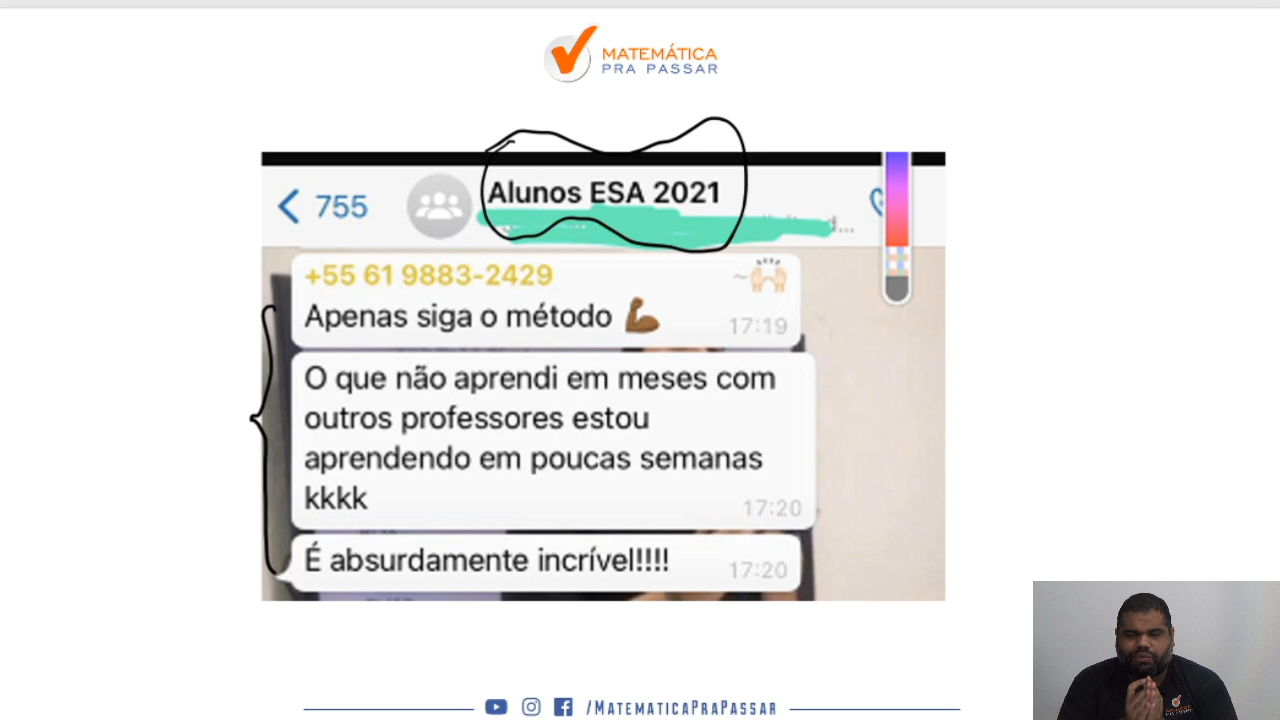 MATEMÁTICA
PRA PASSAR
755
Alunos ESA 2021
+55 61 9883-2429
~🙌🏻
Apenas siga o método 💪🏾
17:19
O que não aprendi em meses com
outros professores estou
aprendendo em poucas semanas
kkkk
17:20
É absurdamente incrível!!!!
17:20
/MATEMATICAPRAPASSAR